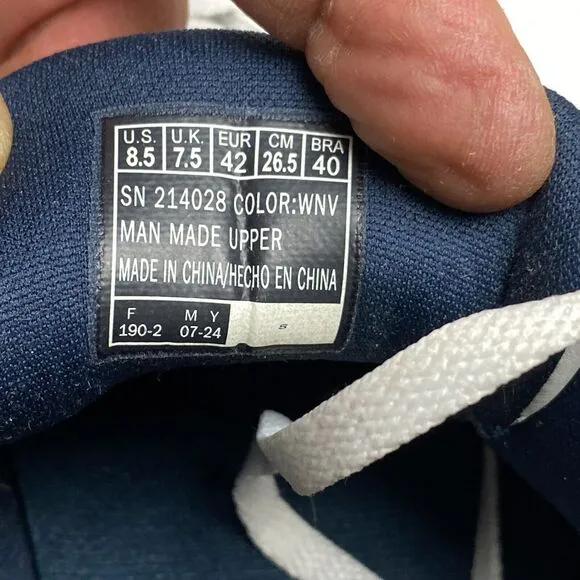 U.S. U.K. EUR CM BRA
8.5 7.5 42 26.5 40
SN 214028 COLOR:WNV
MAN MADE UPPER
MADE IN CHINA/HECHO EN CHINA
F M Y
190-2 07-24 S